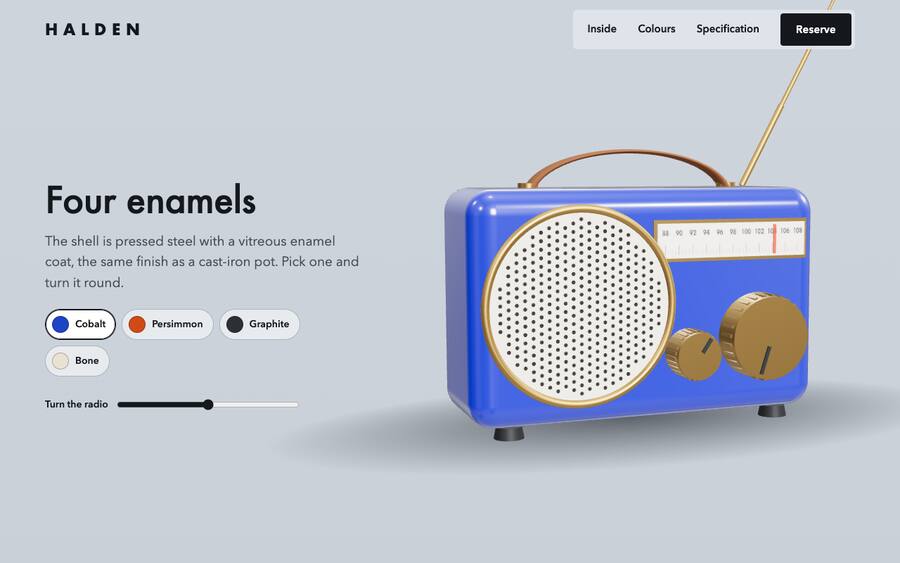 HALDEN
Inside Colours Specification Reserve
88 90 92 94 96 98 100 102 106 108
Four enamels
The shell is pressed steel with a vitreous enamel
coat, the same finish as a cast-iron pot. Pick one and
turn it round.
Cobalt Persimmon Graphite
Bone
Turn the radio